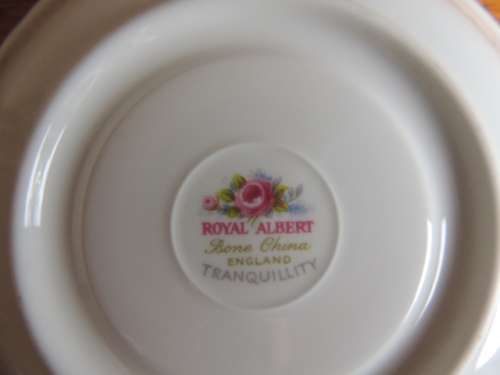 ROYAL ALBERT
Bone China
ENGLAND
TRANQUILLITY